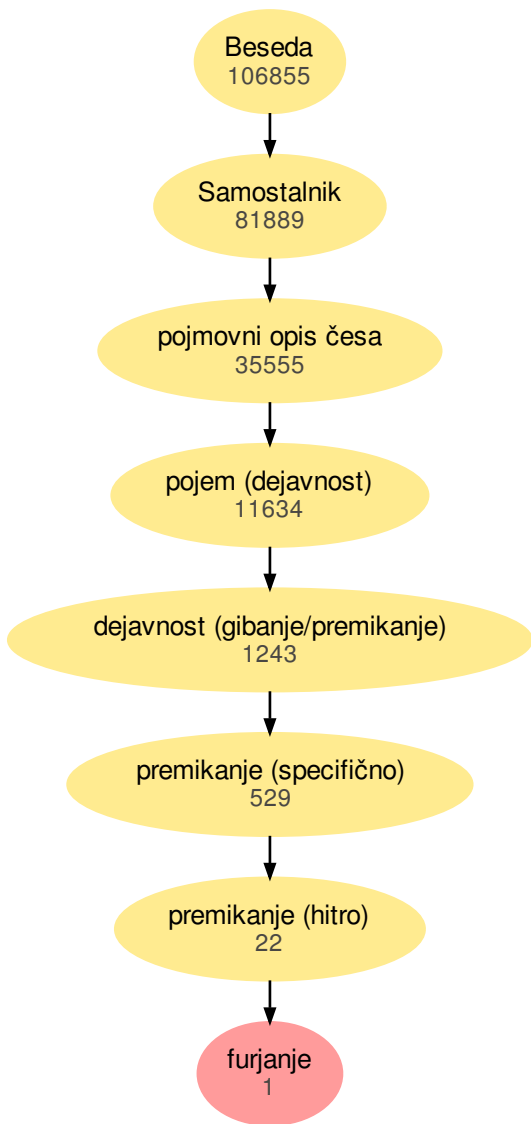 Beseda
106855
Samostalnik
81889
pojmovni opis česa
35555
pojem (dejavnost)
11634
dejavnost (gibanje/premikanje)
1243
premikanje (specifično)
529
premikanje (hitro)
22
furjanje
1